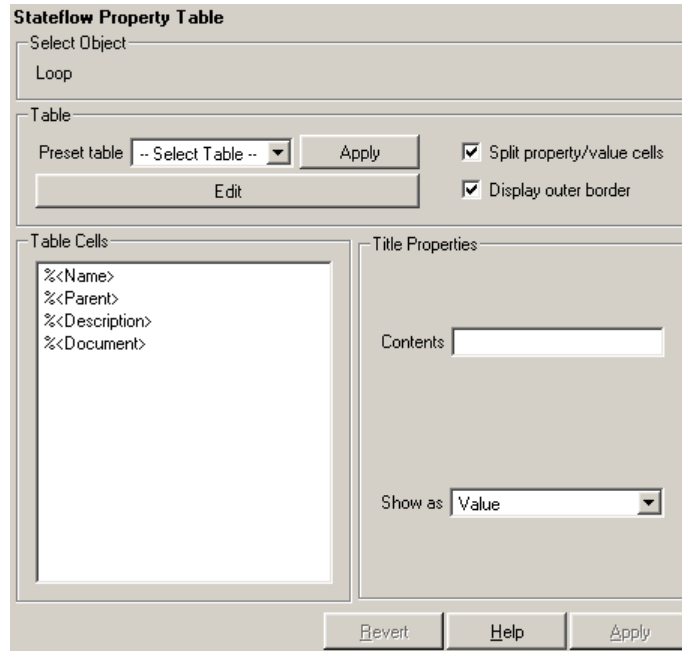 Stateflow Property Table
Select Object
Loop
Table
Preset table -- Select Table -- Apply Split property/value cells
Edit Display outer border
Table Cells
%<Name>
%<Parent>
%<Description>
%<Document>
Title Properties
Contents
Show as Value
Revert Help Apply